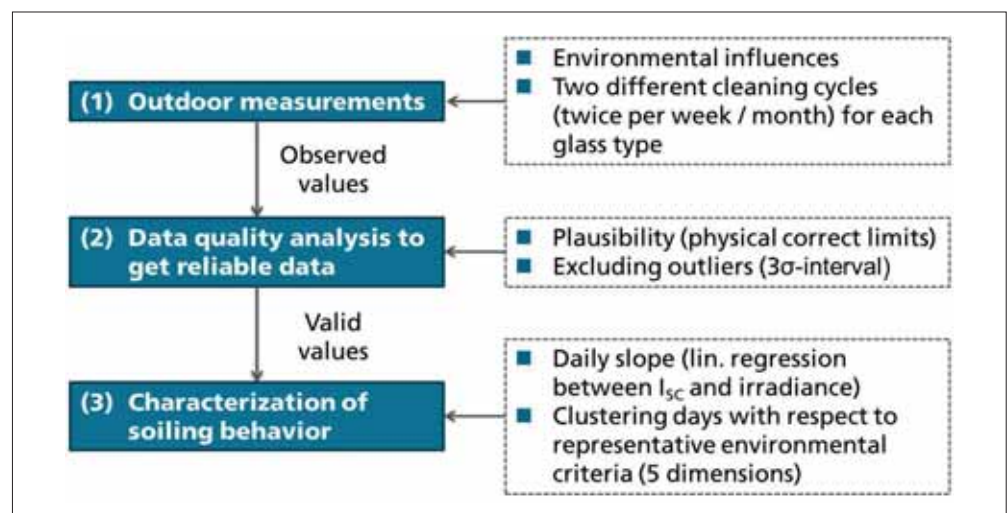 (1) Outdoor measurements
■ Environmental influences
■ Two different cleaning cycles
(twice per week / month) for each
glass type
Observed
values
(2) Data quality analysis to
get reliable data
■ Plausibility (physical correct limits)
■ Excluding outliers (3σ-interval)
Valid
values
(3) Characterization of
soiling behavior
■ Daily slope (lin. regression
between I_SC and irradiance)
■ Clustering days with respect to
representative environmental
criteria (5 dimensions)